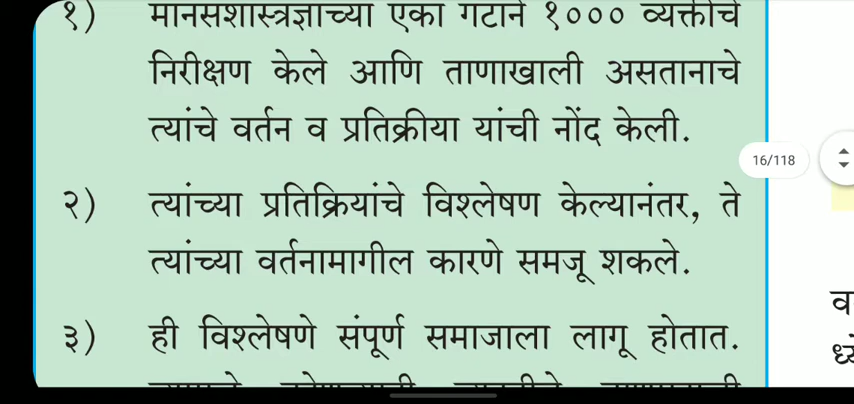 १) मानसशास्त्रज्ञाच्या एका गटाने १००० व्यक्तींचे
निरीक्षण केले आणि ताणाखाली असतानाचे
त्यांचे वर्तन व प्रतिक्रीया यांची नोंद केली.
16/118
२) त्यांच्या प्रतिक्रियांचे विश्लेषण केल्यानंतर, ते
त्यांच्या वर्तनामागील कारणे समजू शकले.
३) ही विश्लेषणे संपूर्ण समाजाला लागू होतात.